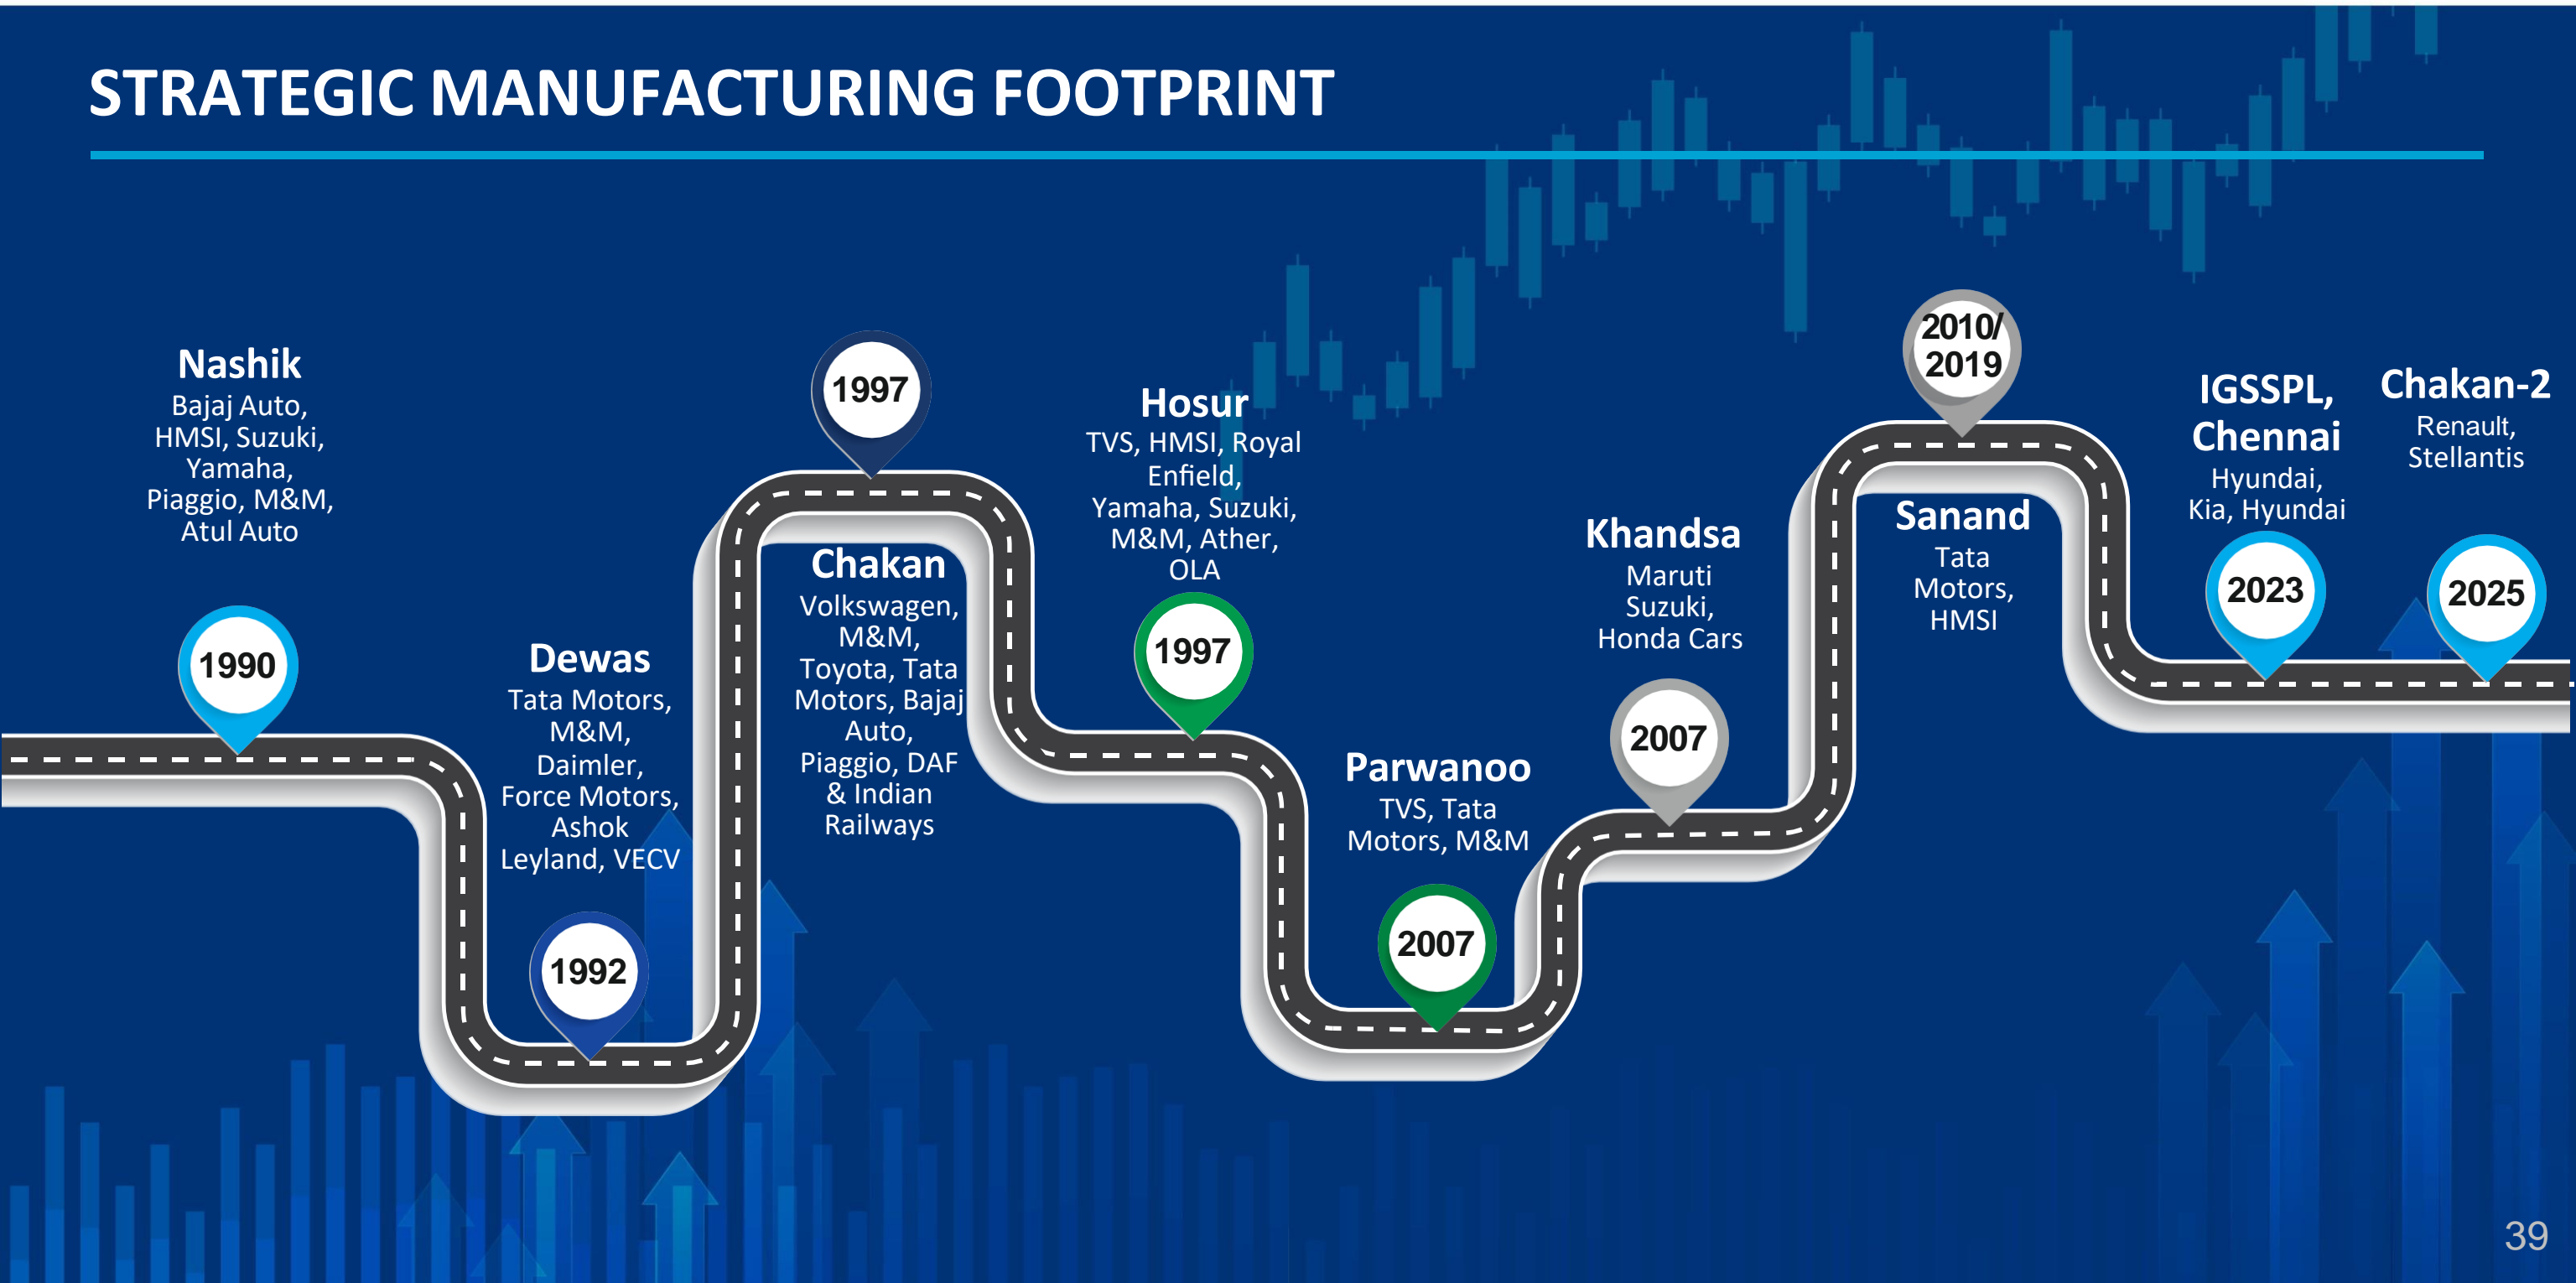 STRATEGIC MANUFACTURING FOOTPRINT
Nashik
Bajaj Auto,
HMSI, Suzuki,
Yamaha,
Piaggio, M&M,
Atul Auto
1990
Dewas
Tata Motors,
M&M,
Daimler,
Force Motors,
Ashok
Leyland, VECV
1992
1997
Chakan
Volkswagen,
M&M,
Toyota, Tata
Motors, Bajaj
Auto,
Piaggio, DAF
& Indian
Railways
Hosur
TVS, HMSI, Royal
Enfield,
Yamaha, Suzuki,
M&M, Ather,
OLA
1997
Parwanoo
TVS, Tata
Motors, M&M
2007
Khandsa
Maruti
Suzuki,
Honda Cars
2007
2010/
2019
Sanand
Tata
Motors,
HMSI
IGSSPL,
Chennai
Hyundai,
Kia, Hyundai
2023
Chakan-2
Renault,
Stellantis
2025
39